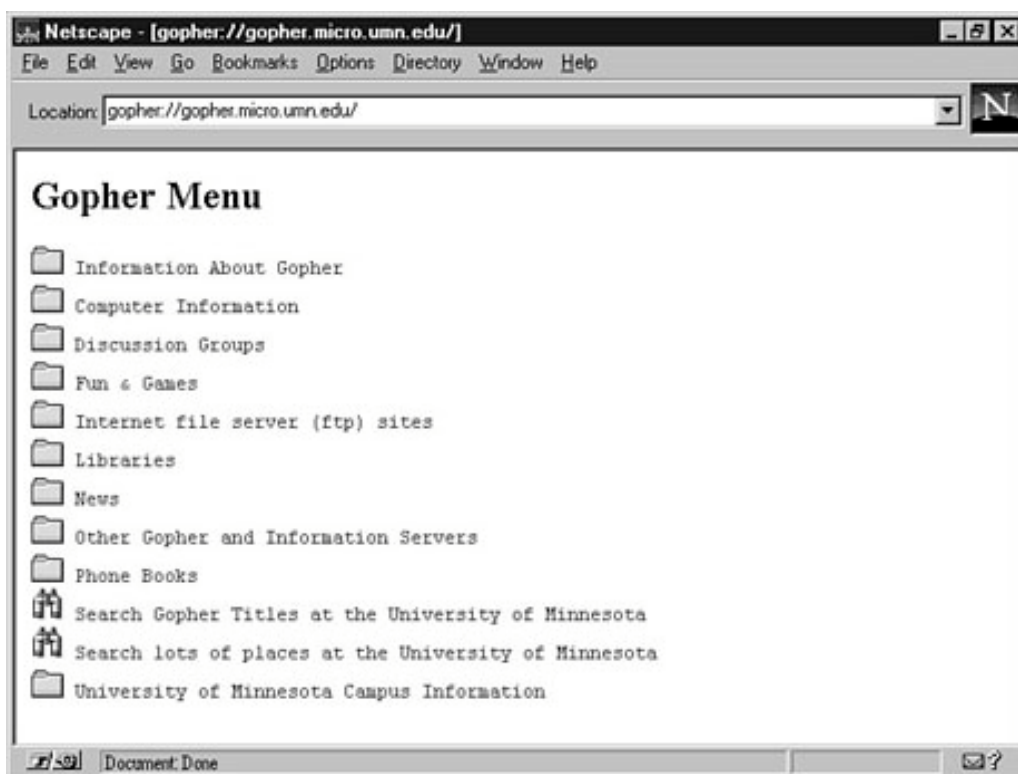 Netscape - [gopher://gopher.micro.umn.edu/]
File Edit View Go Bookmarks Options Directory Window Help
Location: gopher://gopher.micro.umn.edu/
N
Gopher Menu
Information About Gopher
Computer Information
Discussion Groups
Fun & Games
Internet file server (ftp) sites
Libraries
News
Other Gopher and Information Servers
Phone Books
Search Gopher Titles at the University of Minnesota
Search lots of places at the University of Minnesota
University of Minnesota Campus Information
Document: Done
?